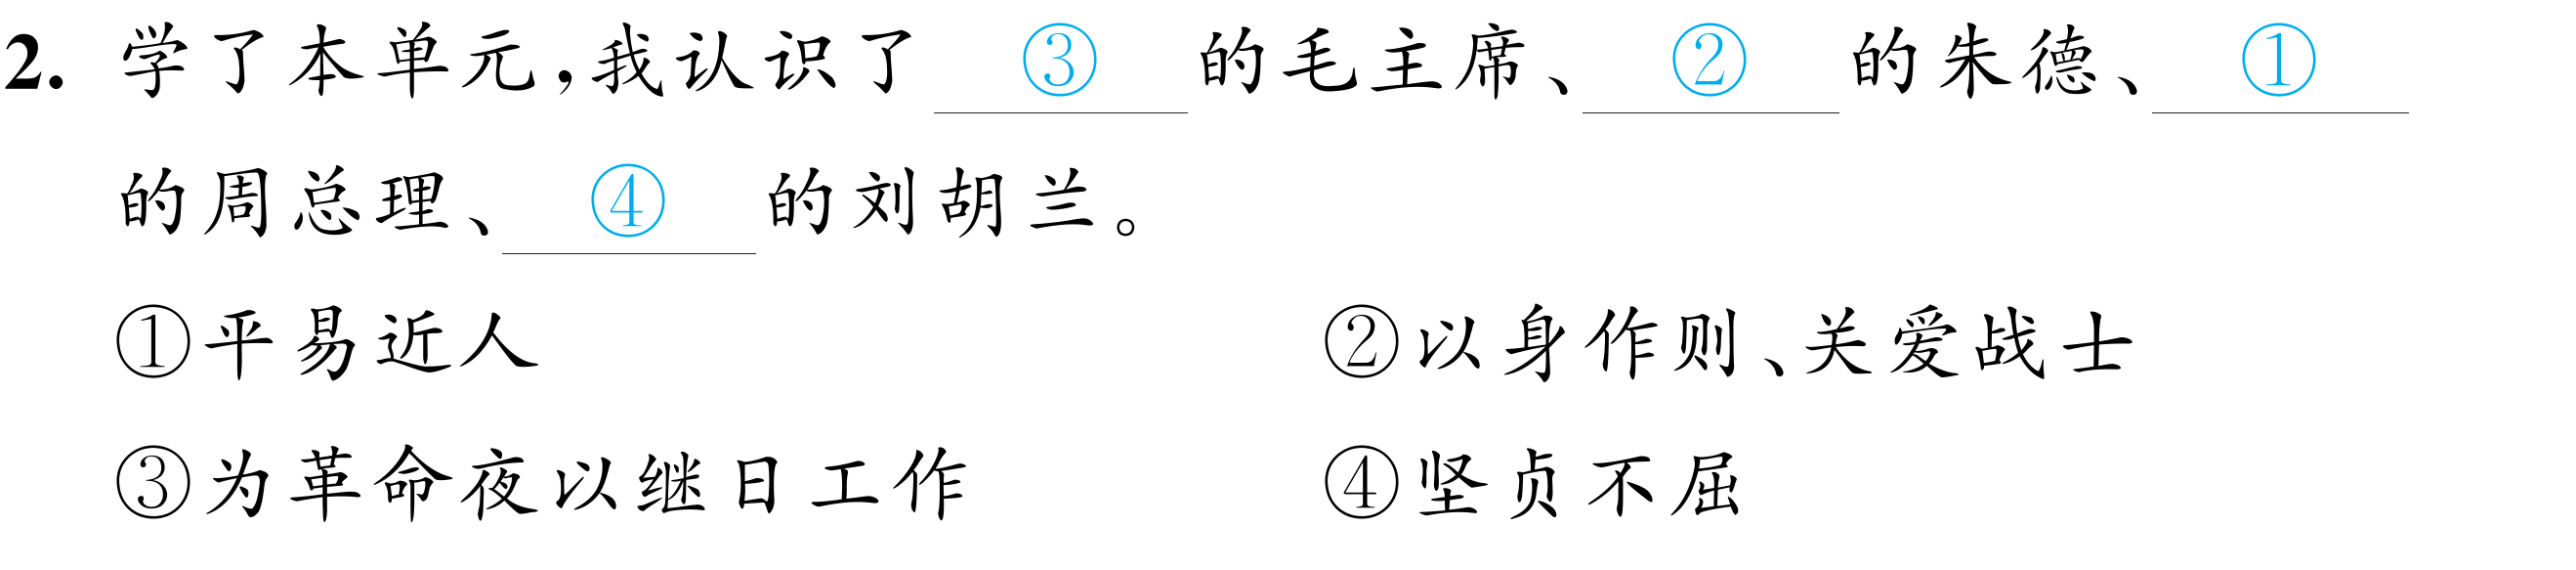 2. 学了本单元,我认识了 ③ 的毛主席、 ② 的朱德、 ①
的周总理、 ④ 的刘胡兰。
①平易近人 ②以身作则、关爱战士
③为革命夜以继日工作 ④坚贞不屈